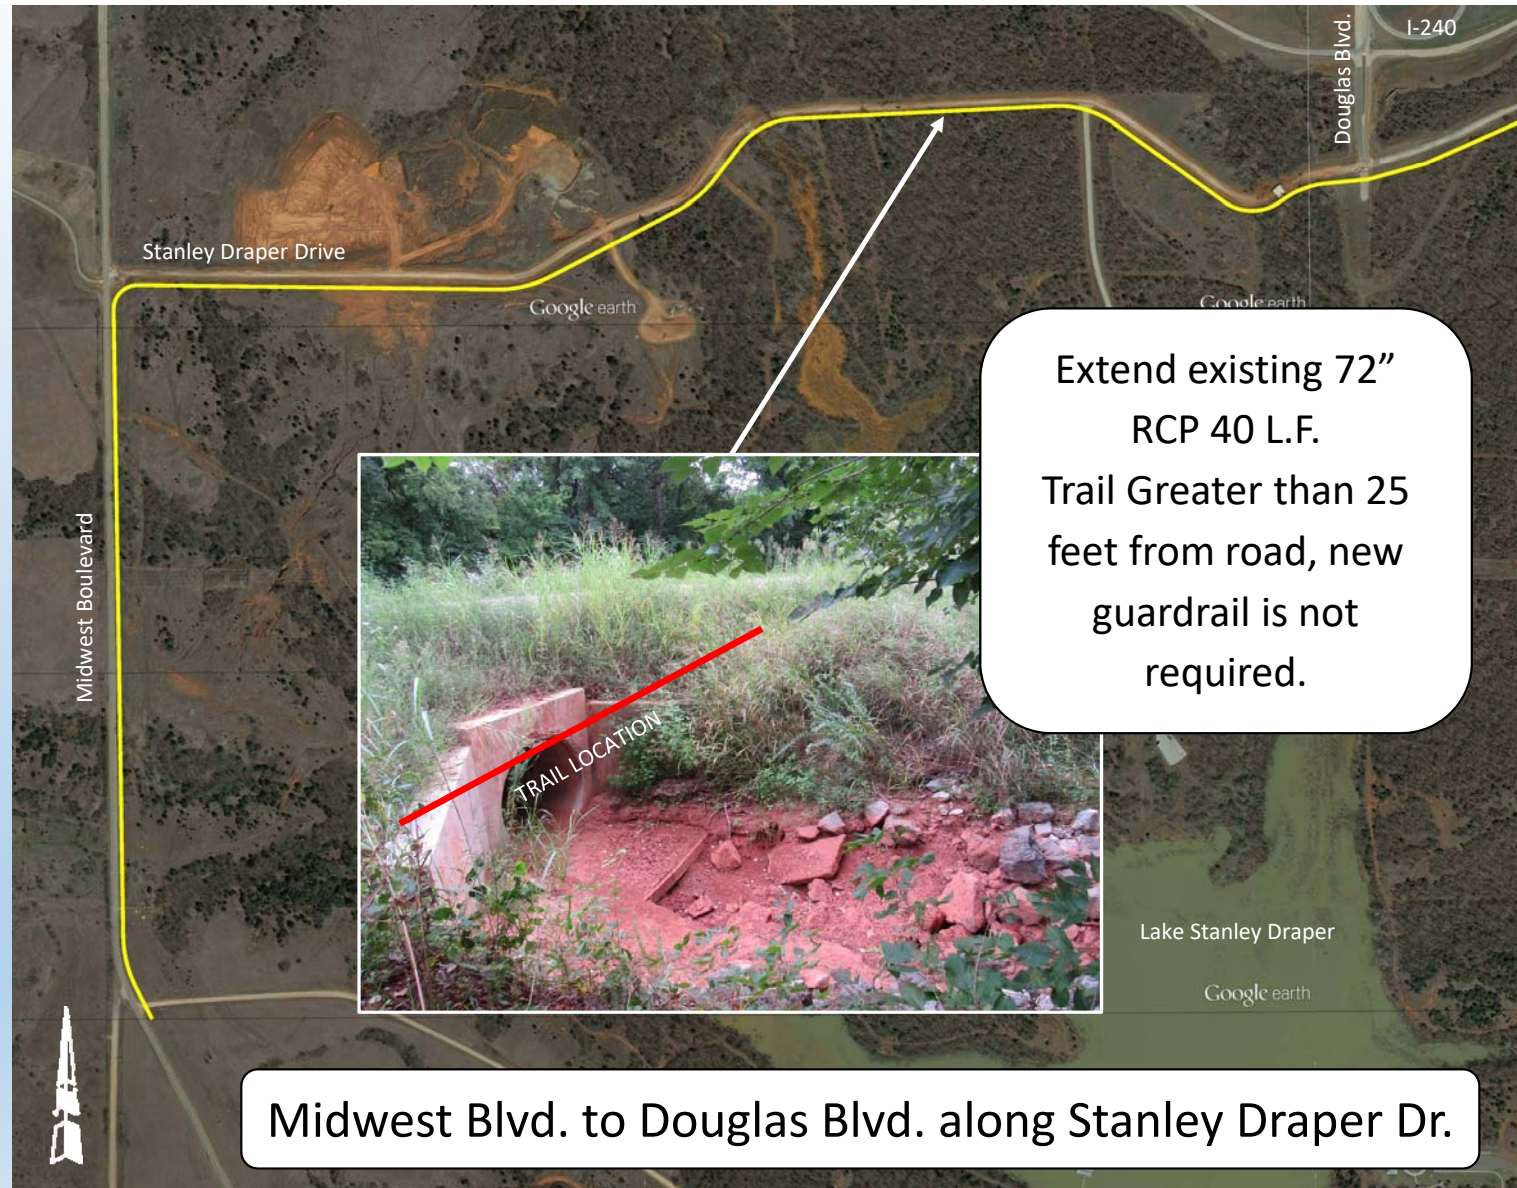 I-240
Douglas Blvd.
Stanley Draper Drive
Google earth
Google earth
Extend existing 72”
RCP 40 L.F.
Trail Greater than 25
feet from road, new
guardrail is not
required.
Midwest Boulevard
TRAIL LOCATION
Lake Stanley Draper
Google earth
Midwest Blvd. to Douglas Blvd. along Stanley Draper Dr.